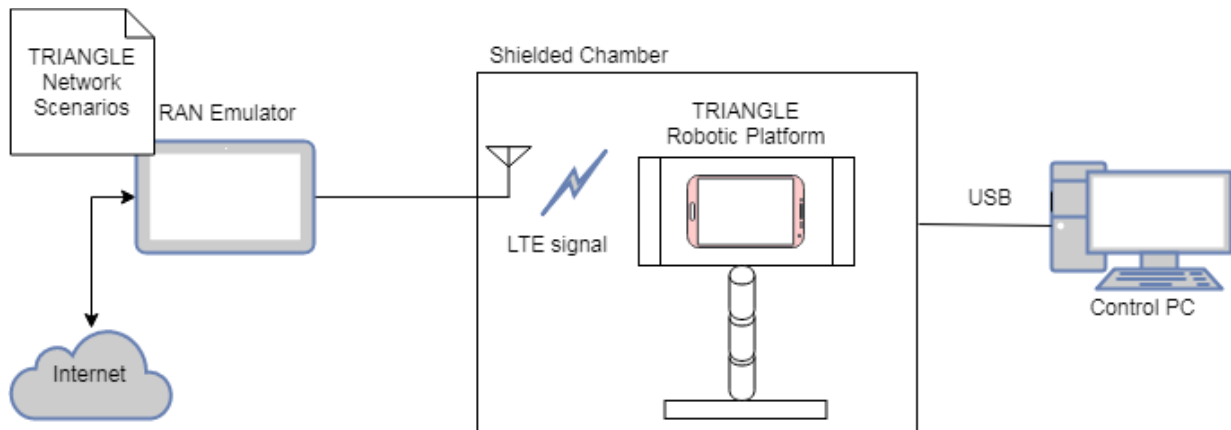 TRIANGLE
Network
Scenarios
RAN Emulator
Shielded Chamber
TRIANGLE
Robotic Platform
LTE signal
USB
Control PC
Internet